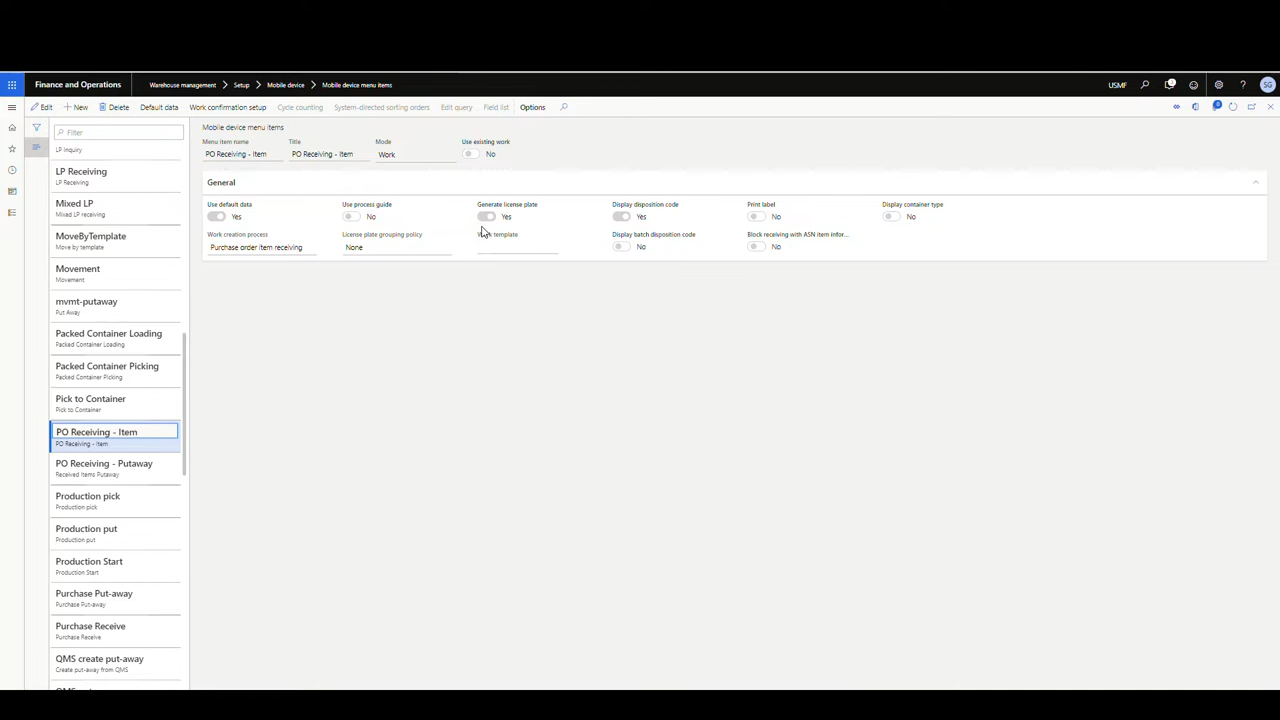 Finance and Operations
Warehouse management > Setup > Mobile device > Mobile device menu items
USMF
SG
Edit
New
Delete
Default data
Work confirmation setup
Cycle counting
System-directed sorting orders
Edit query
Field list
Options
Filter
LP Inquiry
LP Receiving
LP Receiving
Mixed LP
Mixed LP receiving
MoveByTemplate
Move by template
Movement
Movement
mvmt-putaway
Put Away
Packed Container Loading
Packed Container Loading
Packed Container Picking
Packed Container Picking
Pick to Container
Pick to Container
PO Receiving - Item
PO Receiving - Item
PO Receiving - Putaway
Received Items Putaway
Production pick
Production pick
Production put
Production put
Production Start
Production Start
Purchase Put-away
Purchase Put-away
Purchase Receive
Purchase Receive
QMS create put-away
Create put-away from QMS
Mobile device menu items
Menu item name
PO Receiving - Item
Title
PO Receiving - Item
Mode
Work
Use existing work
No
General
Use default data
Yes
Use process guide
No
Generate license plate
Yes
Display disposition code
Yes
Print label
No
Display container type
No
Work creation process
Purchase order item receiving
License plate grouping policy
None
template
Display batch disposition code
No
Block receiving with ASN item infor...
No